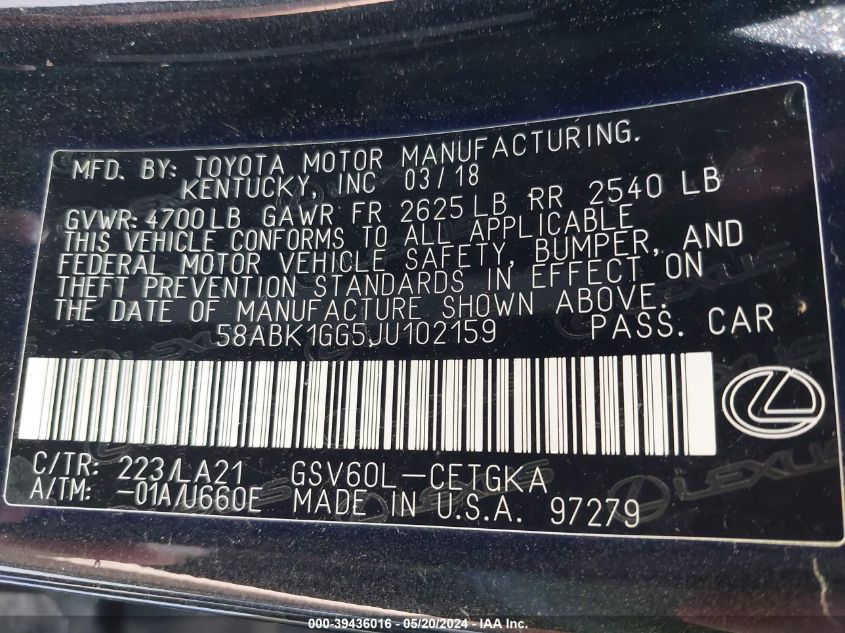 MFD. BY: TOYOTA MOTOR MANUFACTURING.
KENTUCKY, INC 03/18
GVWR: 4700 LB GAWR FR 2625 LB RR 2540 LB
THIS VEHICLE CONFORMS TO ALL APPLICABLE
FEDERAL MOTOR VEHICLE SAFETY, BUMPER, AND
THEFT PREVENTION STANDARDS IN EFFECT ON
THE DATE OF MANUFACTURE SHOWN ABOVE.
58ABK1GG5JU102159 PASS. CAR
C/TR: 223/LA21 GSV60L-CETGKA
A/TM: -01A/U660E MADE IN U.S.A. 97279
LEXUS
000-39436016 - 05/20/2024 - IAA Inc.